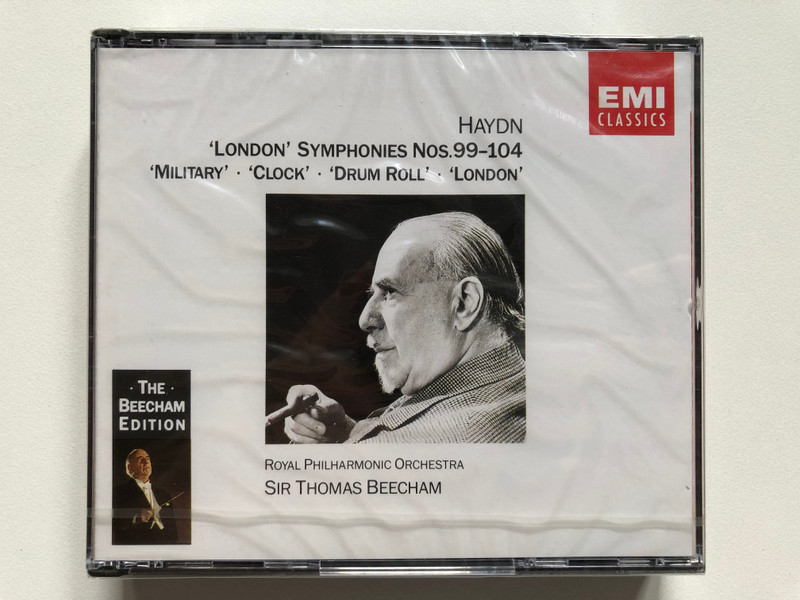 EMI
CLASSICS
HAYDN
‘LONDON’ SYMPHONIES NOS. 99–104
‘MILITARY’ · ‘CLOCK’ · ‘DRUM ROLL’ · ‘LONDON’
· THE ·
BEECHAM
EDITION
ROYAL PHILHARMONIC ORCHESTRA
SIR THOMAS BEECHAM